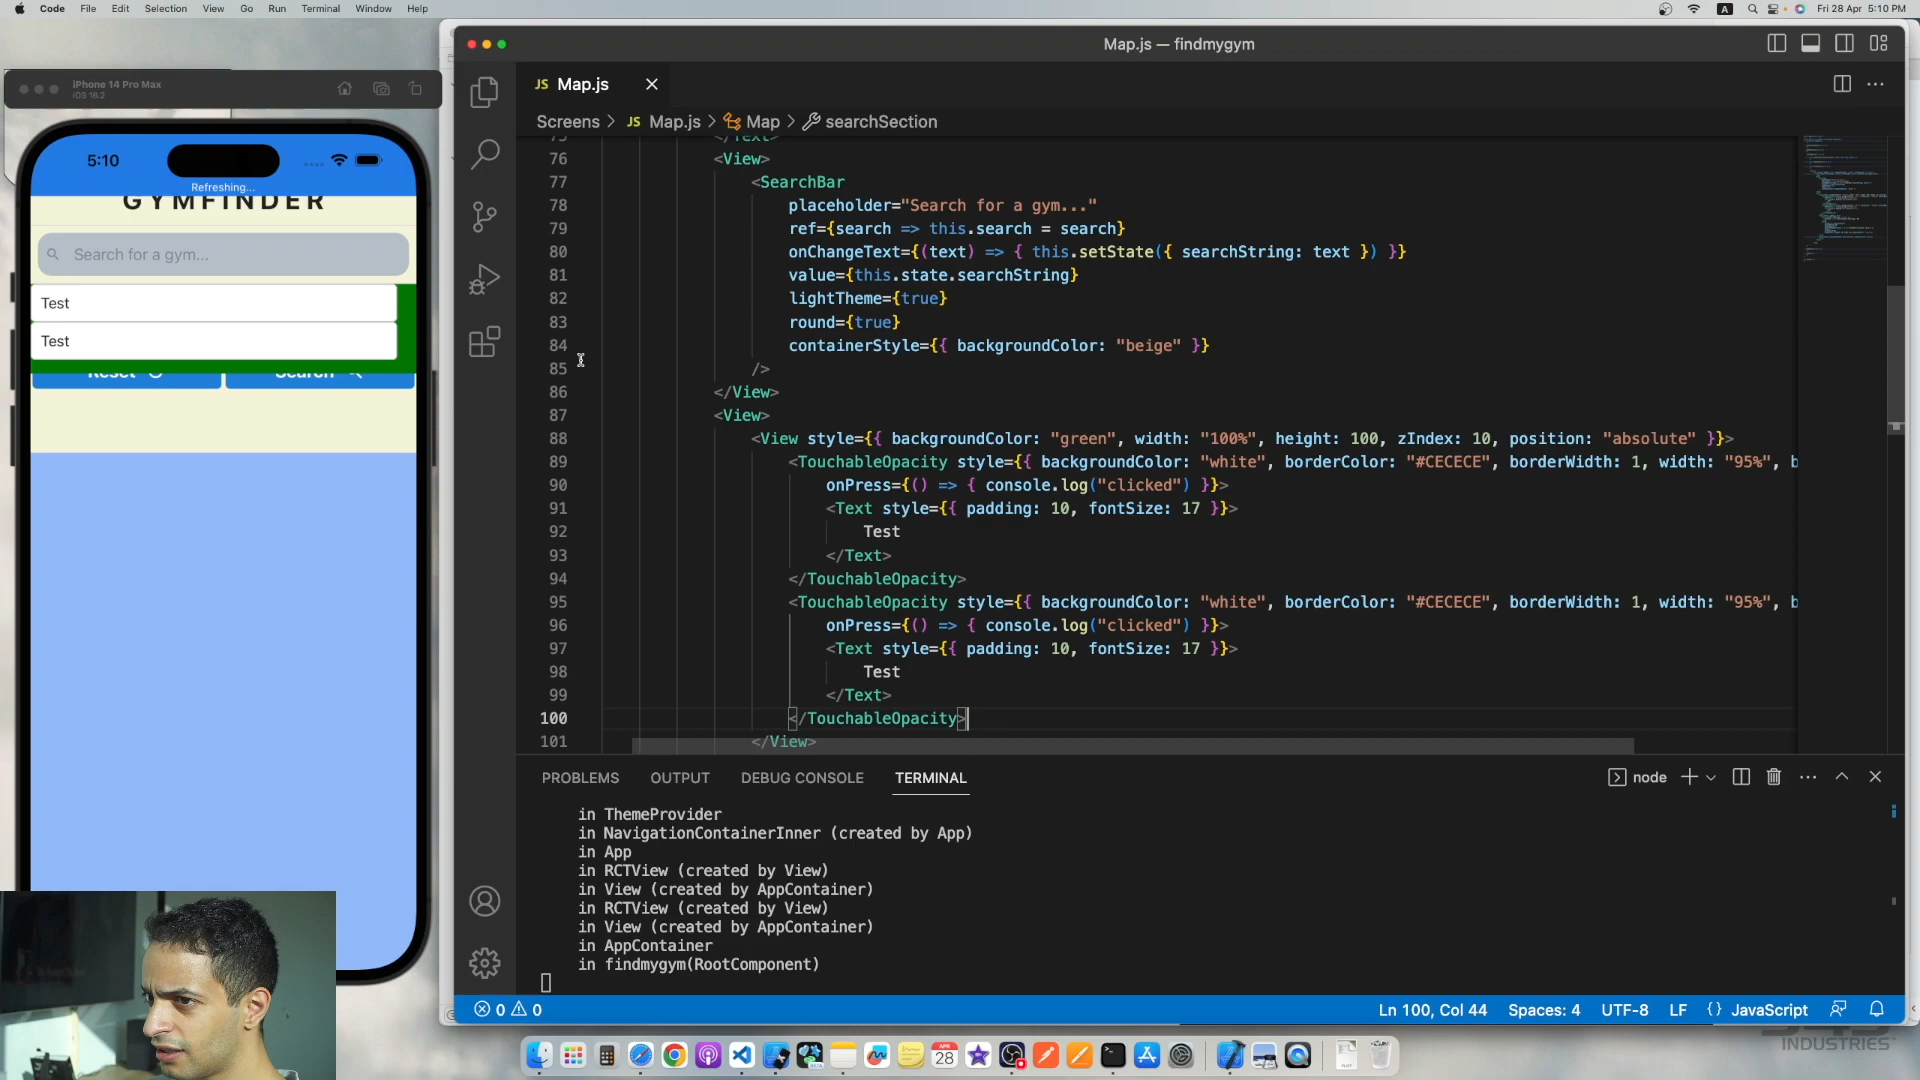 Code File Edit Selection View Go Run Terminal Window Help
A Fri 28 Apr 5:10 PM
iPhone 14 Pro Max
iOS 16.2
5:10
Refreshing...
GYMFINDER
Search for a gym...
Test
Test
Reset
Search
Map.js — findmygym
JS Map.js
Screens > JS Map.js > Map > searchSection
</Text>
76 <View>
77 <SearchBar
78 placeholder="Search for a gym..."
79 ref={search => this.search = search}
80 onChangeText={(text) => { this.setState({ searchString: text }) }}
81 value={this.state.searchString}
82 lightTheme={true}
83 round={true}
84 containerStyle={{ backgroundColor: "beige" }}
85 />
86 </View>
87 <View>
88 <View style={{ backgroundColor: "green", width: "100%", height: 100, zIndex: 10, position: "absolute" }}>
89 <TouchableOpacity style={{ backgroundColor: "white", borderColor: "#CECECE", borderWidth: 1, width: "95%", b
90 onPress={() => { console.log("clicked") }}>
91 <Text style={{ padding: 10, fontSize: 17 }}>
92 Test
93 </Text>
94 </TouchableOpacity>
95 <TouchableOpacity style={{ backgroundColor: "white", borderColor: "#CECECE", borderWidth: 1, width: "95%", b
96 onPress={() => { console.log("clicked") }}>
97 <Text style={{ padding: 10, fontSize: 17 }}>
98 Test
99 </Text>
100 </TouchableOpacity>
101 </View>
PROBLEMS OUTPUT DEBUG CONSOLE TERMINAL
node
in ThemeProvider
in NavigationContainerInner (created by App)
in App
in RCTView (created by View)
in View (created by AppContainer)
in RCTView (created by View)
in View (created by AppContainer)
in AppContainer
in findmygym(RootComponent)
0 0
Ln 100, Col 44 Spaces: 4 UTF-8 LF {} JavaScript
APR 28
INDUSTRIES